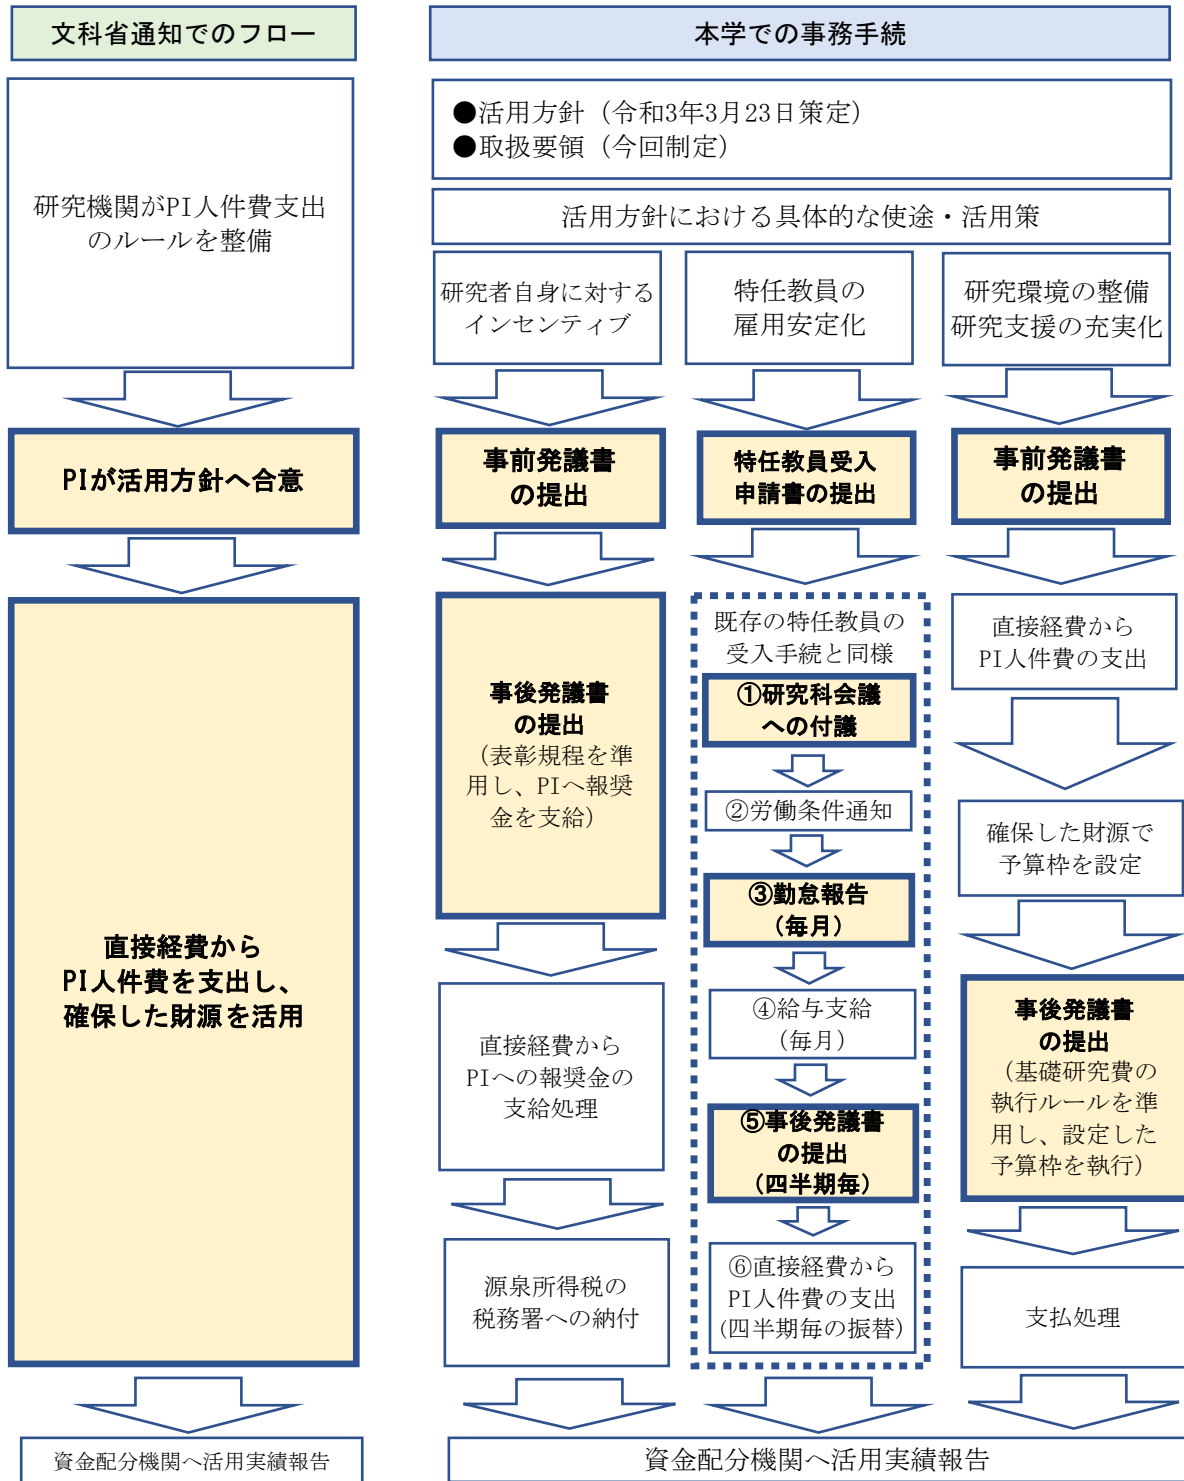 文科省通知でのフロー
研究機関がPI人件費支出
のルールを整備
PIが活用方針へ合意
直接経費から
PI人件費を支出し、
確保した財源を活用
資金配分機関へ活用実績報告
本学での事務手続
●活用方針（令和3年3月23日策定）
●取扱要領（今回制定）
活用方針における具体的な使途・活用策
研究者自身に対する
インセンティブ
事前発議書
の提出
事後発議書
の提出
（表彰規程を準
用し、PIへ報奨
金を支給）
直接経費から
PIへの報奨金の
支給処理
源泉所得税の
税務署への納付
特任教員の
雇用安定化
特任教員受入
申請書の提出
既存の特任教員の
受入手続と同様
①研究科会議
への付議
②労働条件通知
③勤怠報告
（毎月）
④給与支給
（毎月）
⑤事後発議書
の提出
（四半期毎）
⑥直接経費から
PI人件費の支出
(四半期毎の振替)
研究環境の整備
研究支援の充実化
事前発議書
の提出
直接経費から
PI人件費の支出
確保した財源で
予算枠を設定
事後発議書
の提出
（基礎研究費の
執行ルールを準
用し、設定した
予算枠を執行）
支払処理
資金配分機関へ活用実績報告